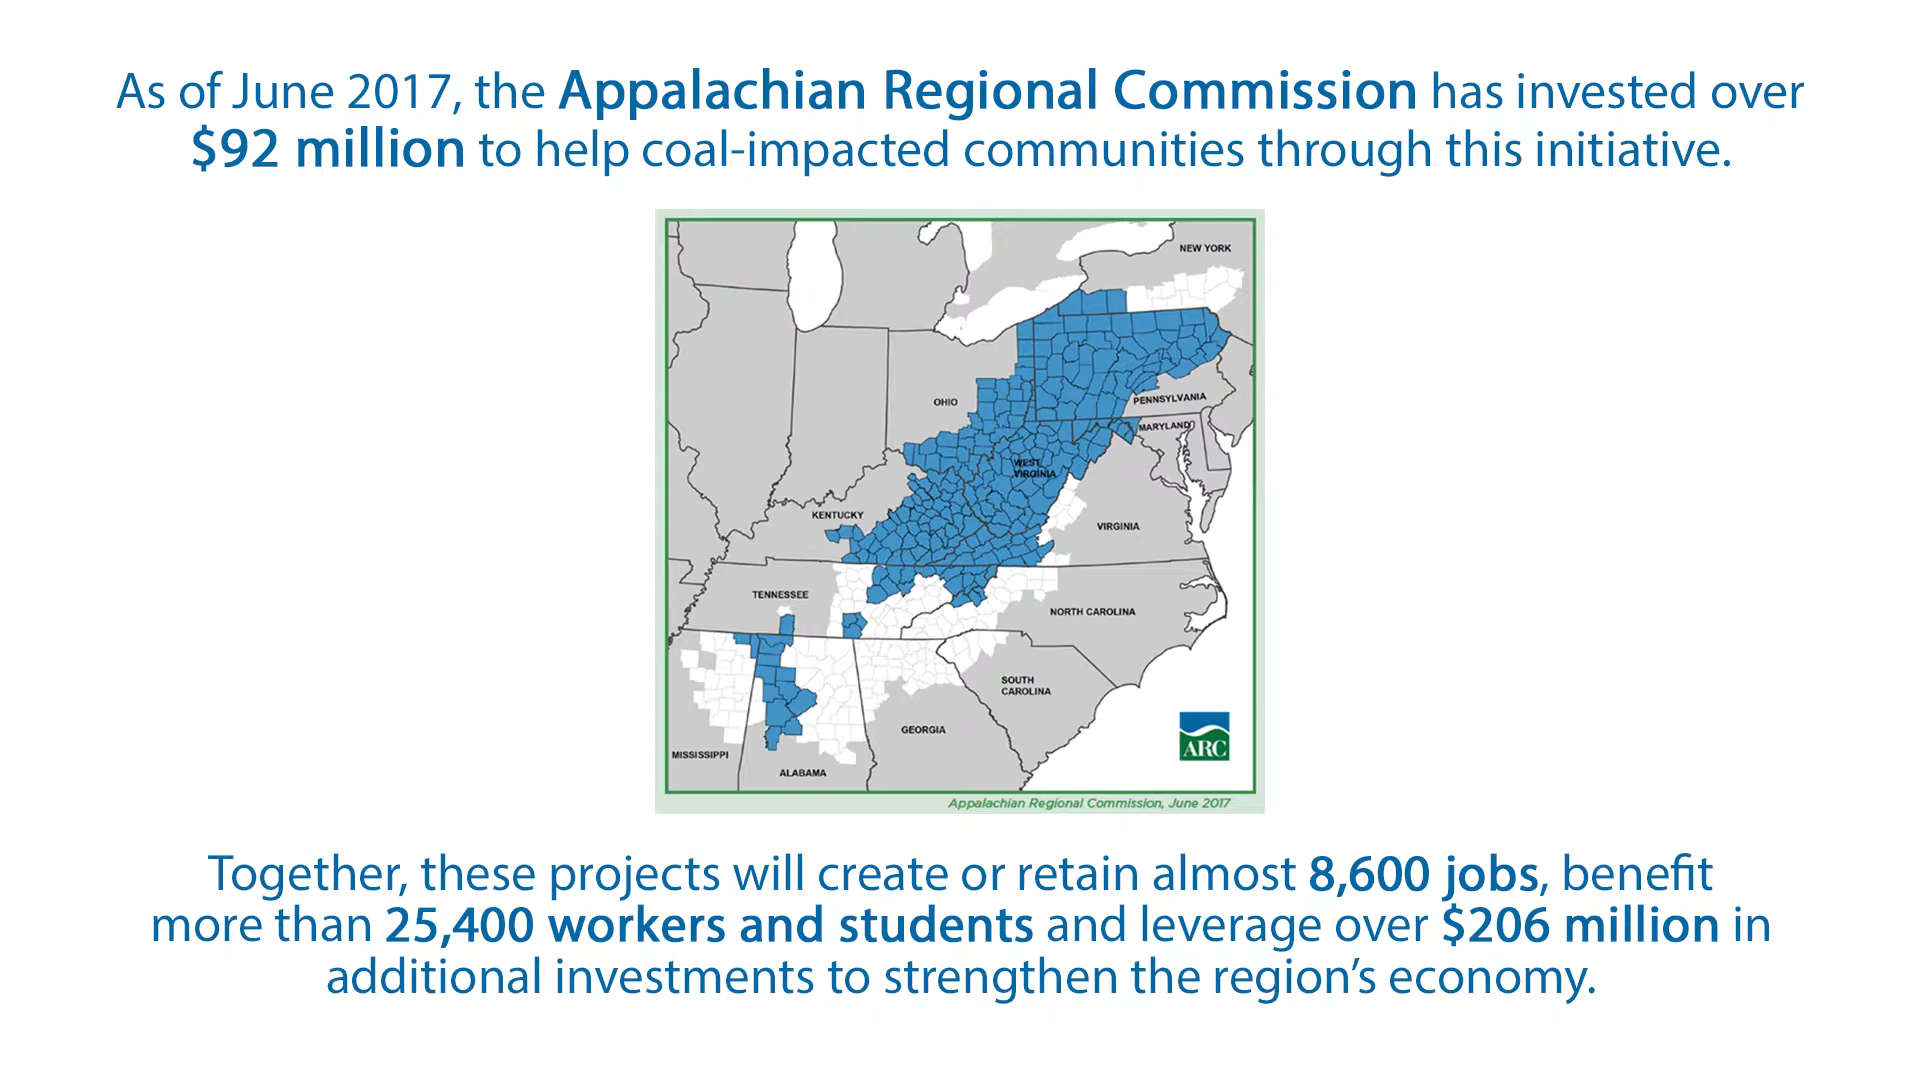 As of June 2017, the Appalachian Regional Commission has invested over
$92 million to help coal-impacted communities through this initiative.
NEW YORK
OHIO
PENNSYLVANIA
MARYLAND
WEST
VIRGINIA
KENTUCKY
VIRGINIA
TENNESSEE
NORTH CAROLINA
SOUTH
CAROLINA
GEORGIA
ARC
MISSISSIPPI
ALABAMA
Appalachian Regional Commission, June 2017
Together, these projects will create or retain almost 8,600 jobs, benefit
more than 25,400 workers and students and leverage over $206 million in
additional investments to strengthen the region’s economy.